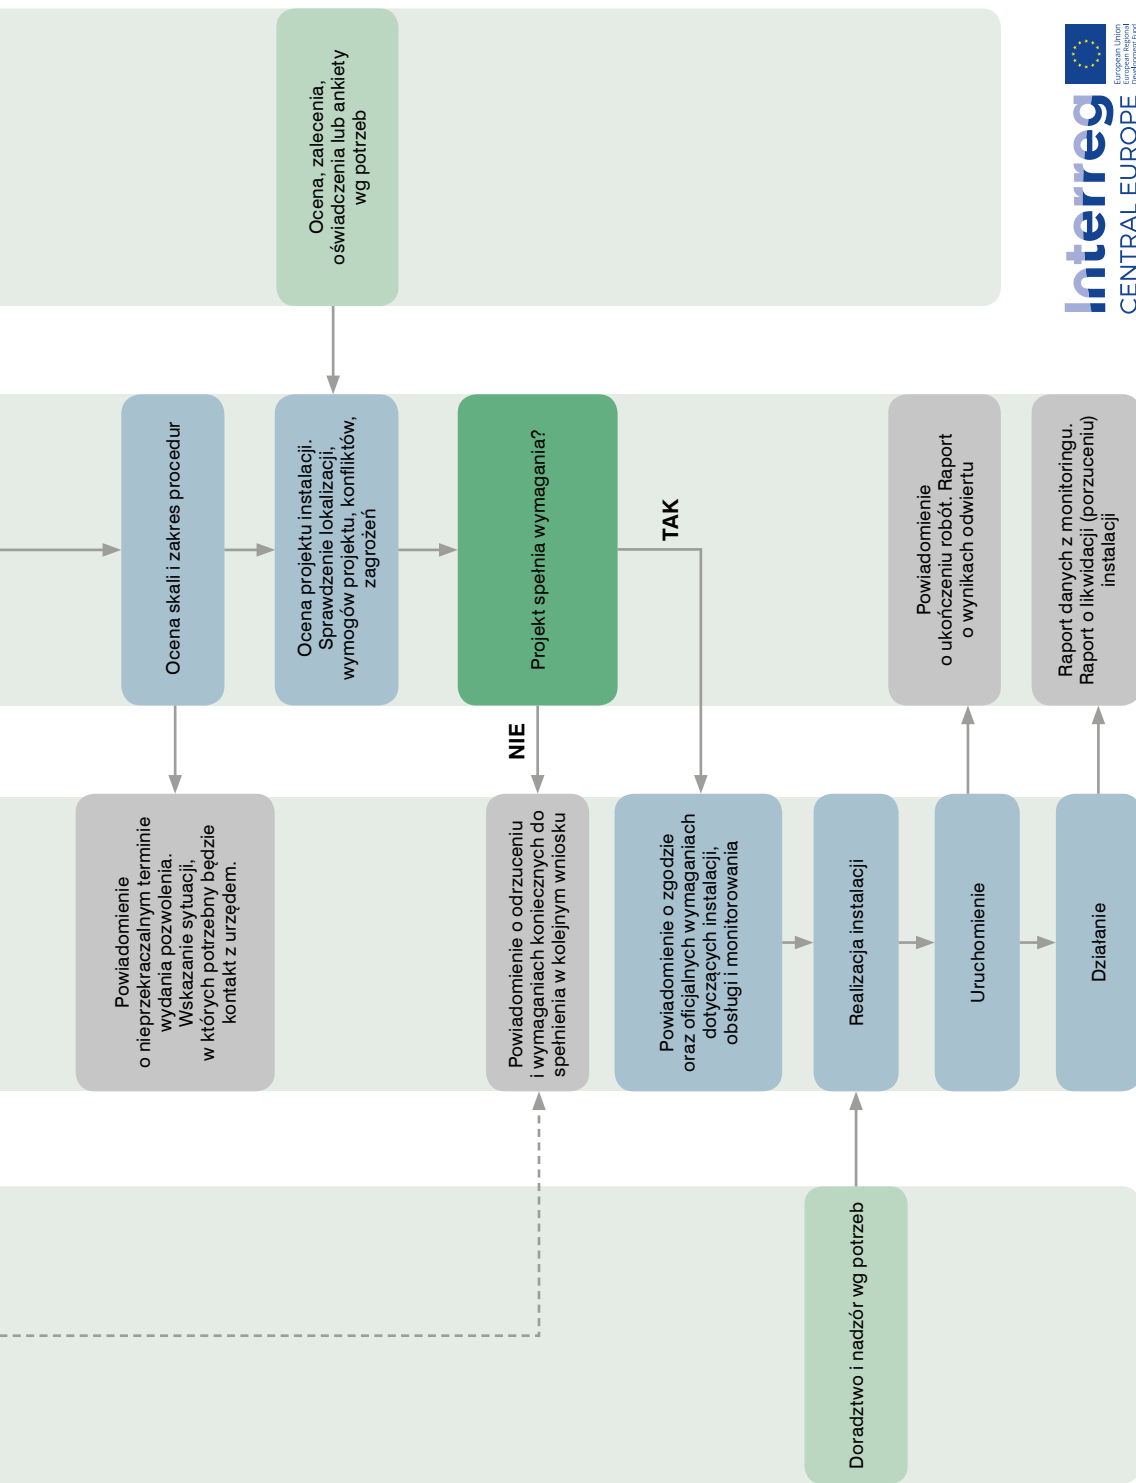 Ocena, zalecenia,
oświadczenia lub ankiety
wg potrzeb
Ocena skali i zakres procedur
Ocena projektu instalacji.
Sprawdzenie lokalizacji,
wymogów projektu, konfliktów,
zagrożeń
Projekt spełnia wymagania?
TAK
NIE
Powiadomienie
o ukończeniu robót. Raport
o wynikach odwiertu
Raport danych z monitoringu.
Raport o likwidacji (porzuceniu)
instalacji
Powiadomienie
o nieprzekraczalnym terminie
wydania pozwolenia.
Wskazanie sytuacji,
w których potrzebny będzie
kontakt z urzędem.
Powiadomienie o odrzuceniu
i wymaganiach koniecznych do
spełnienia w kolejnym wniosku
Powiadomienie o zgodzie
oraz oficjalnych wymaganiach
dotyczących instalacji,
obsługi i monitorowania
Realizacja instalacji
Uruchomienie
Działanie
Doradztwo i nadzór wg potrzeb
Interreg
CENTRAL EUROPE
European Union
European Regional
Development Fund